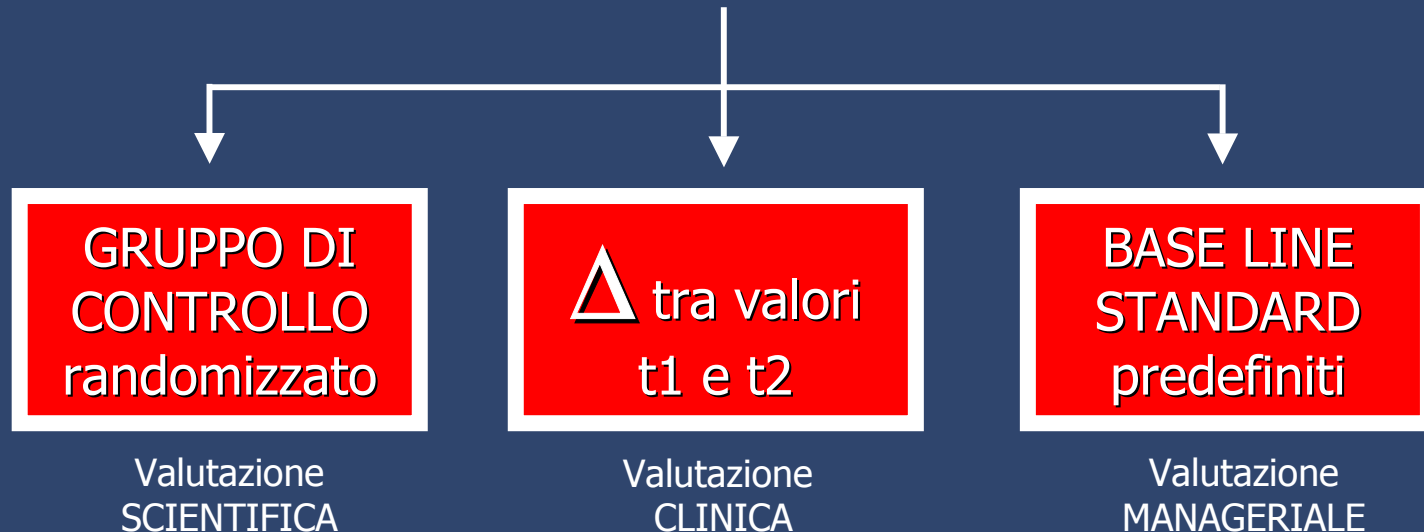 GRUPPO DI
CONTROLLO
randomizzato
Valutazione
SCIENTIFICA
Δ tra valori
t1 e t2
Valutazione
CLINICA
BASE LINE
STANDARD
predefiniti
Valutazione
MANAGERIALE